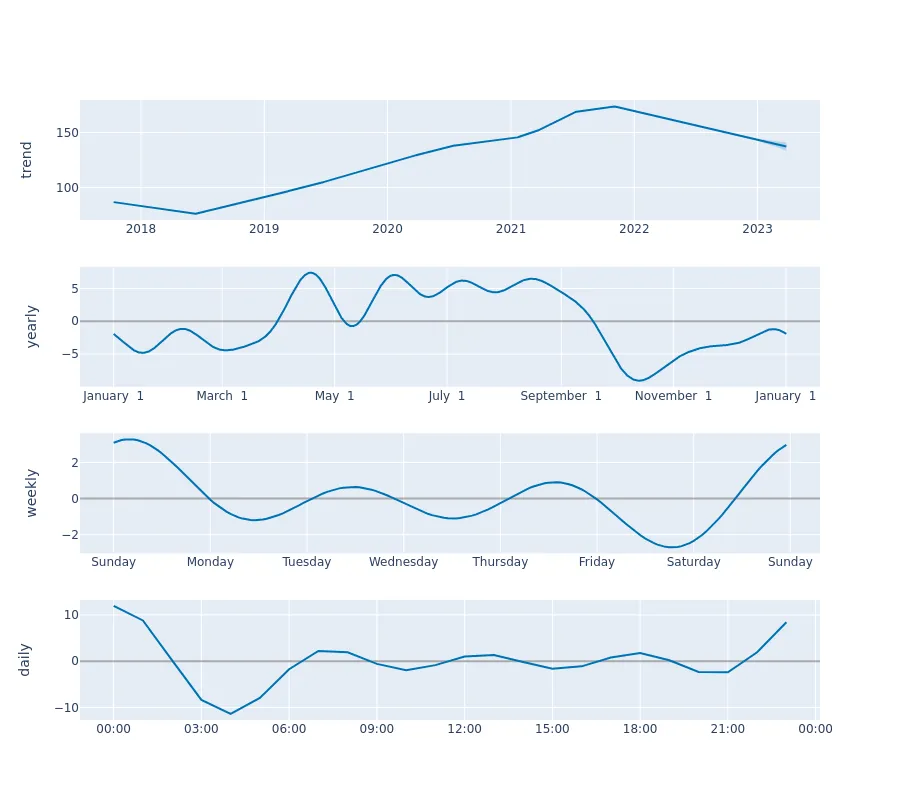 trend
150
100
2018 2019 2020 2021 2022 2023
yearly
5
0
−5
January 1 March 1 May 1 July 1 September 1 November 1 January 1
weekly
2
0
−2
Sunday Monday Tuesday Wednesday Thursday Friday Saturday Sunday
daily
10
0
−10
00:00 03:00 06:00 09:00 12:00 15:00 18:00 21:00 00:00